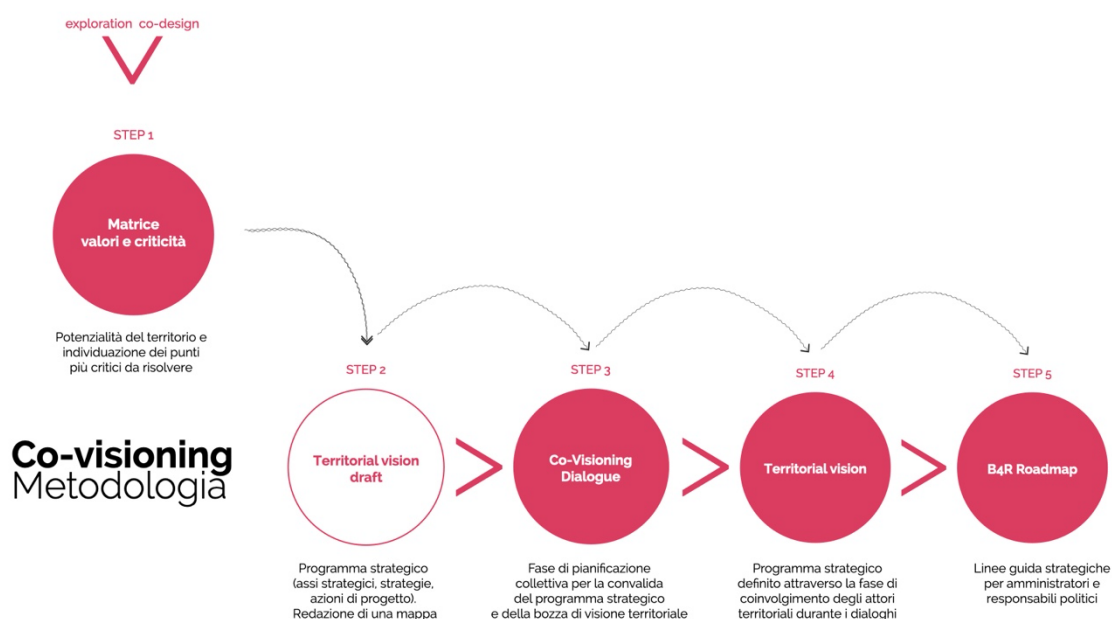 exploration co-design
STEP 1
Matrice
valori e criticità
Potenzialità del territorio e
individuazione dei punti
più critici da risolvere
Co-visioning
Metodologia
STEP 2
Territorial vision
draft
Programma strategico
(assi strategici, strategie,
azioni di progetto).
Redazione di una mappa
STEP 3
Co-Visioning
Dialogue
Fase di pianificazione
collettiva per la convalida
del programma strategico
e della bozza di visione territoriale
STEP 4
Territorial vision
Programma strategico
definito attraverso la fase di
coinvolgimento degli attori
territoriali durante i dialoghi
STEP 5
B4R Roadmap
Linee guida strategiche
per amministratori e
responsabili politici